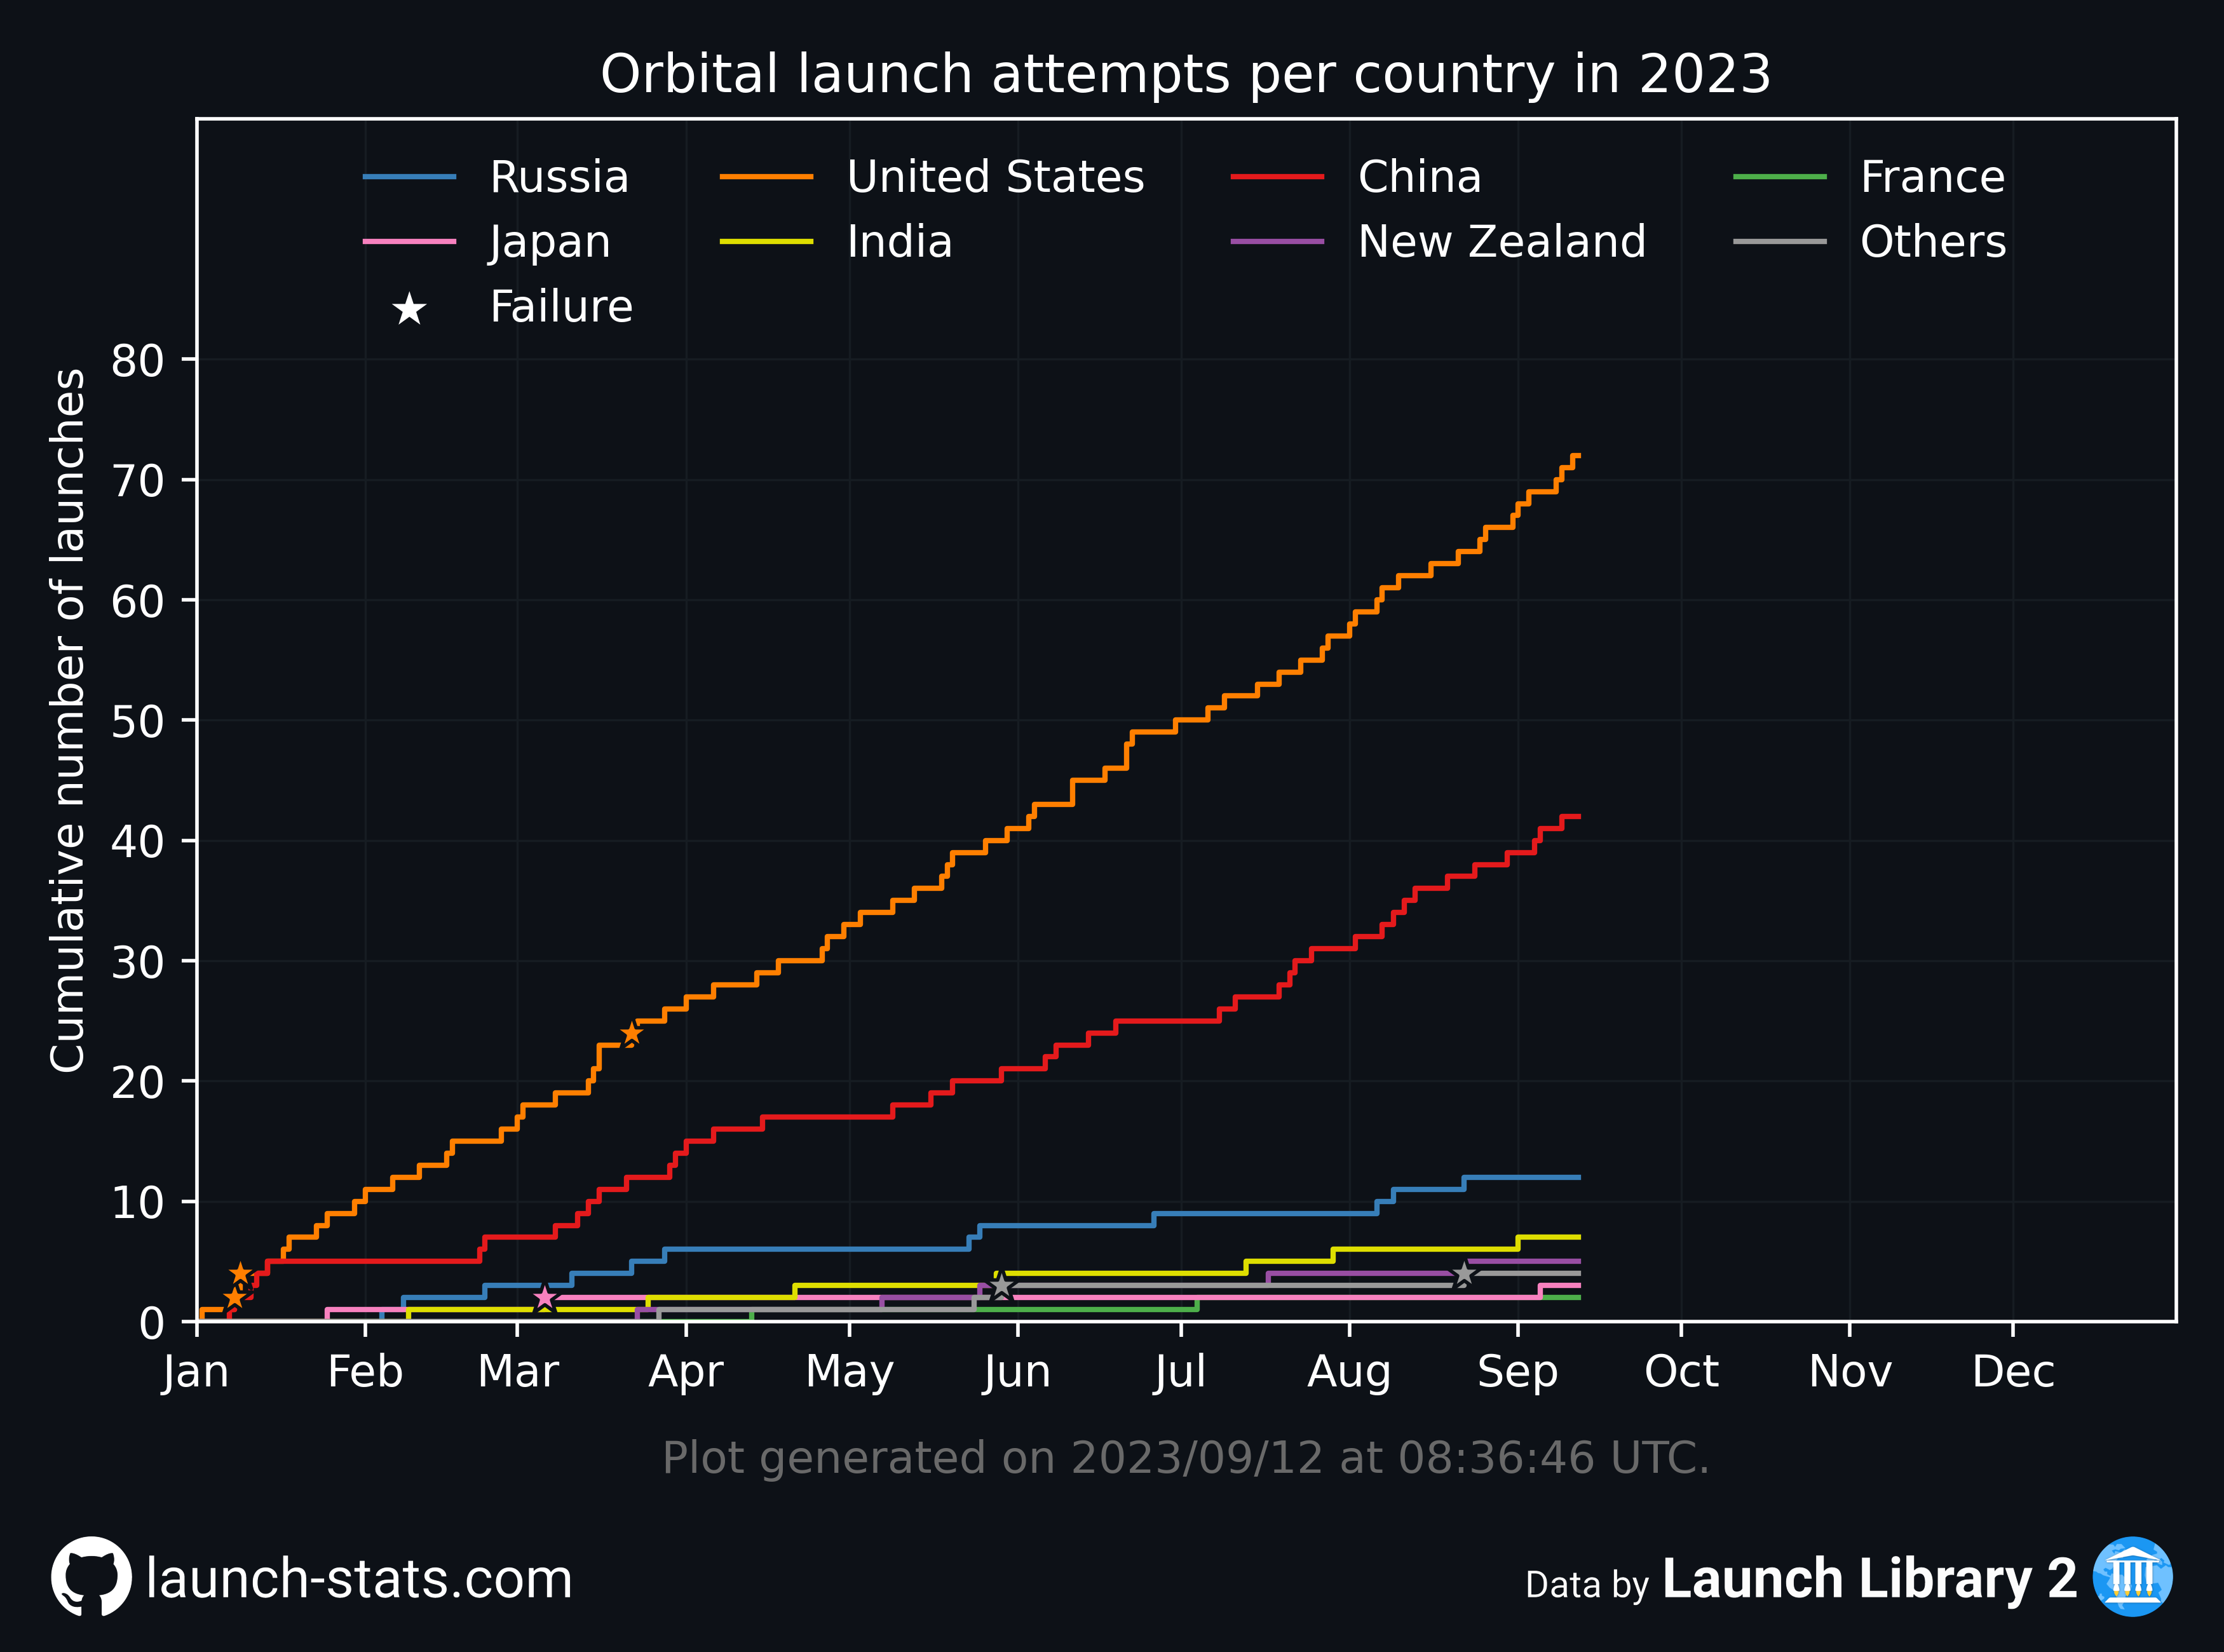 Orbital launch attempts per country in 2023
Russia United States China France
Japan India New Zealand Others
Failure
Cumulative number of launches
80
70
60
50
40
30
20
10
0
Jan Feb Mar Apr May Jun Jul Aug Sep Oct Nov Dec
Plot generated on 2023/09/12 at 08:36:46 UTC.
launch-stats.com
Data by Launch Library 2